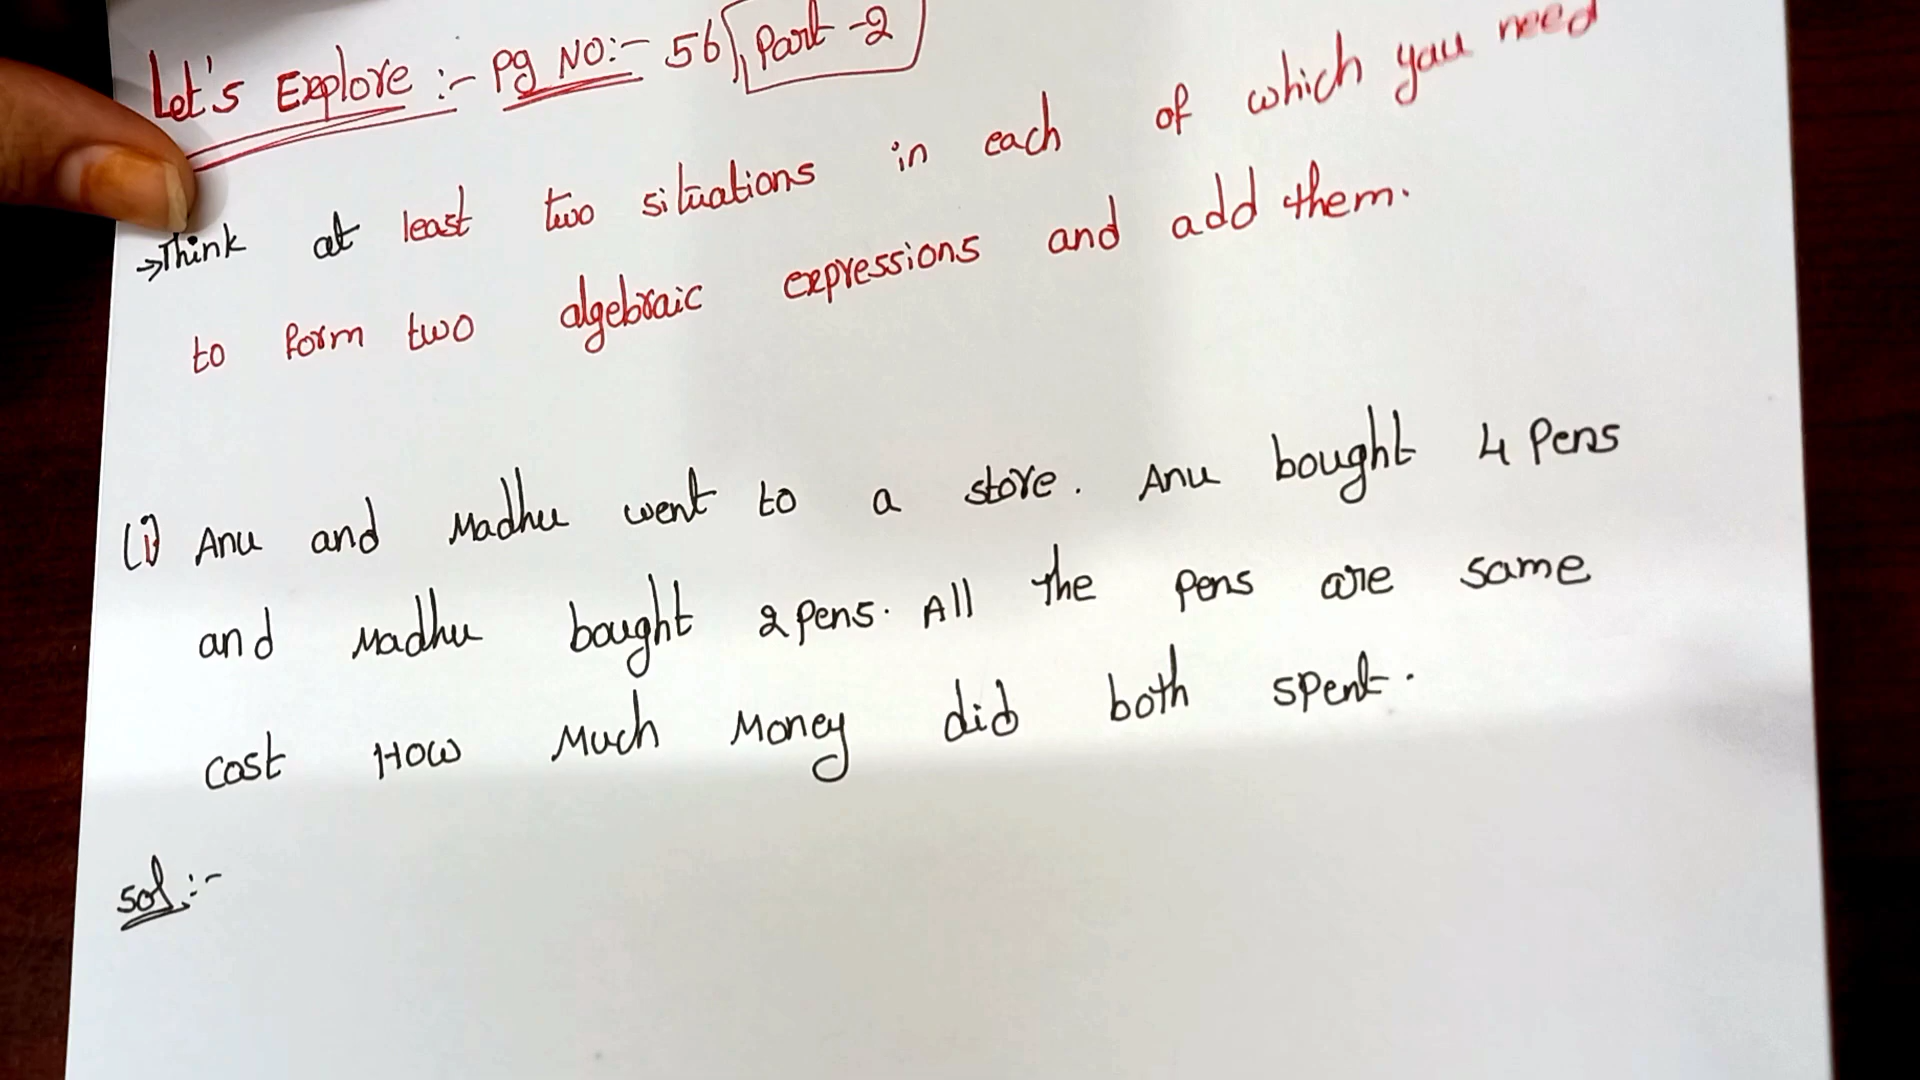 Let's Explore :- Pg NO:- 56, Part -2
→Think at least two situations in each of which you need
to form two algebraic expressions and add them.
(i) Anu and Madhu went to a store. Anu bought 4 Pens
and Madhu bought 2 Pens. All the pens are same
cost How Much Money did both spent.
sol:-